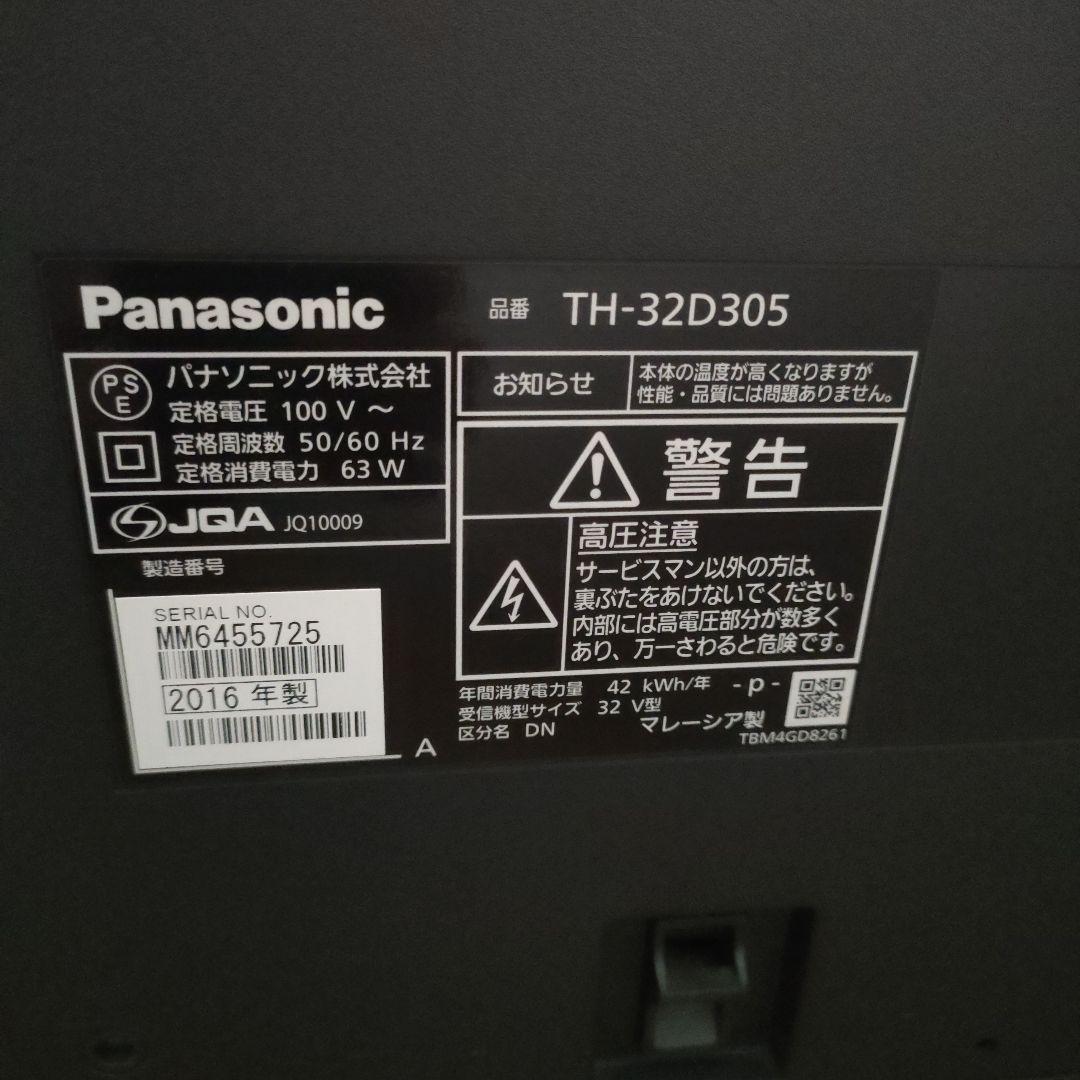 Panasonic
品番 TH-32D305
PS
E
パナソニック株式会社
定格電圧 100 V ～
定格周波数 50/60 Hz
定格消費電力 63 W
JQA JQ10009
製造番号
SERIAL NO.
MM6455725
2016 年製
A
お知らせ
本体の温度が高くなりますが
性能・品質には問題ありません。
警告
高圧注意
サービスマン以外の方は、
裏ぶたをあけないでください。
内部には高電圧部分が数多く
あり、万一さわると危険です。
年間消費電力量 42 kWh/年 - p -
受信機型サイズ 32 V型
区分名 DN
マレーシア製
TBM4GD8261